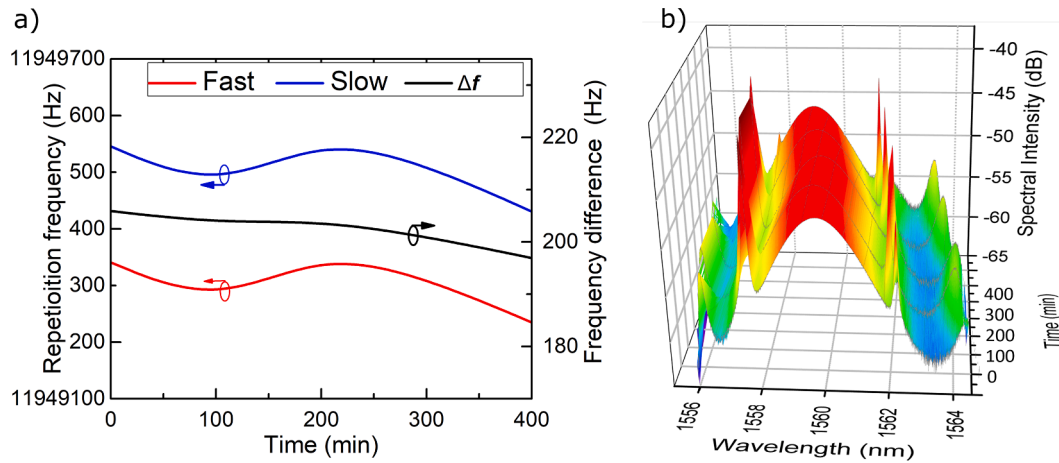 a)
11949700
600
500
400
300
200
11949100
Repetioition frequency (Hz)
Fast Slow Δf
220
200
180
Frequency difference (Hz)
0 100 200 300 400
Time (min)
b)
-40
-45
-50
-55
-60
-65
Spectral Intensity (dB)
400
300
200
100
0
Time (min)
1556 1558 1560 1562 1564
Wavelength (nm)